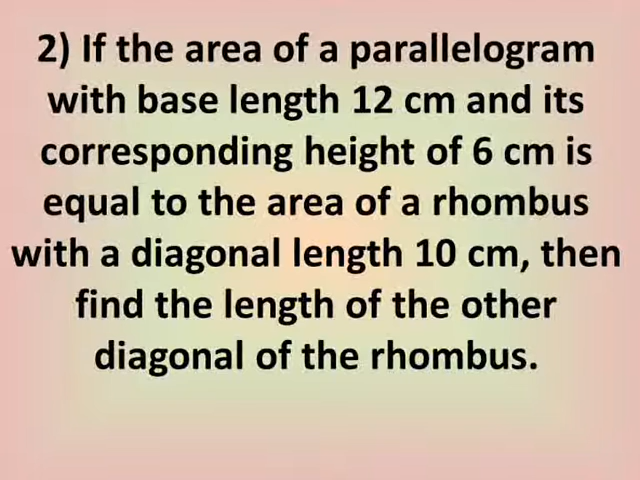 2) If the area of a parallelogram
with base length 12 cm and its
corresponding height of 6 cm is
equal to the area of a rhombus
with a diagonal length 10 cm, then
find the length of the other
diagonal of the rhombus.